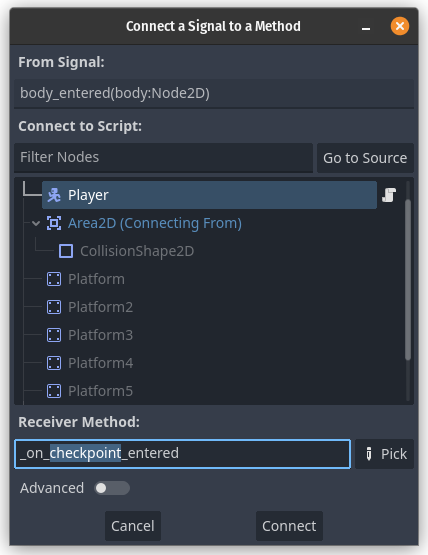 Connect a Signal to a Method
From Signal:
body_entered(body:Node2D)
Connect to Script:
Filter Nodes
Go to Source
Player
Area2D (Connecting From)
CollisionShape2D
Platform
Platform2
Platform3
Platform4
Platform5
Receiver Method:
_on_checkpoint_entered
Pick
Advanced
Cancel
Connect